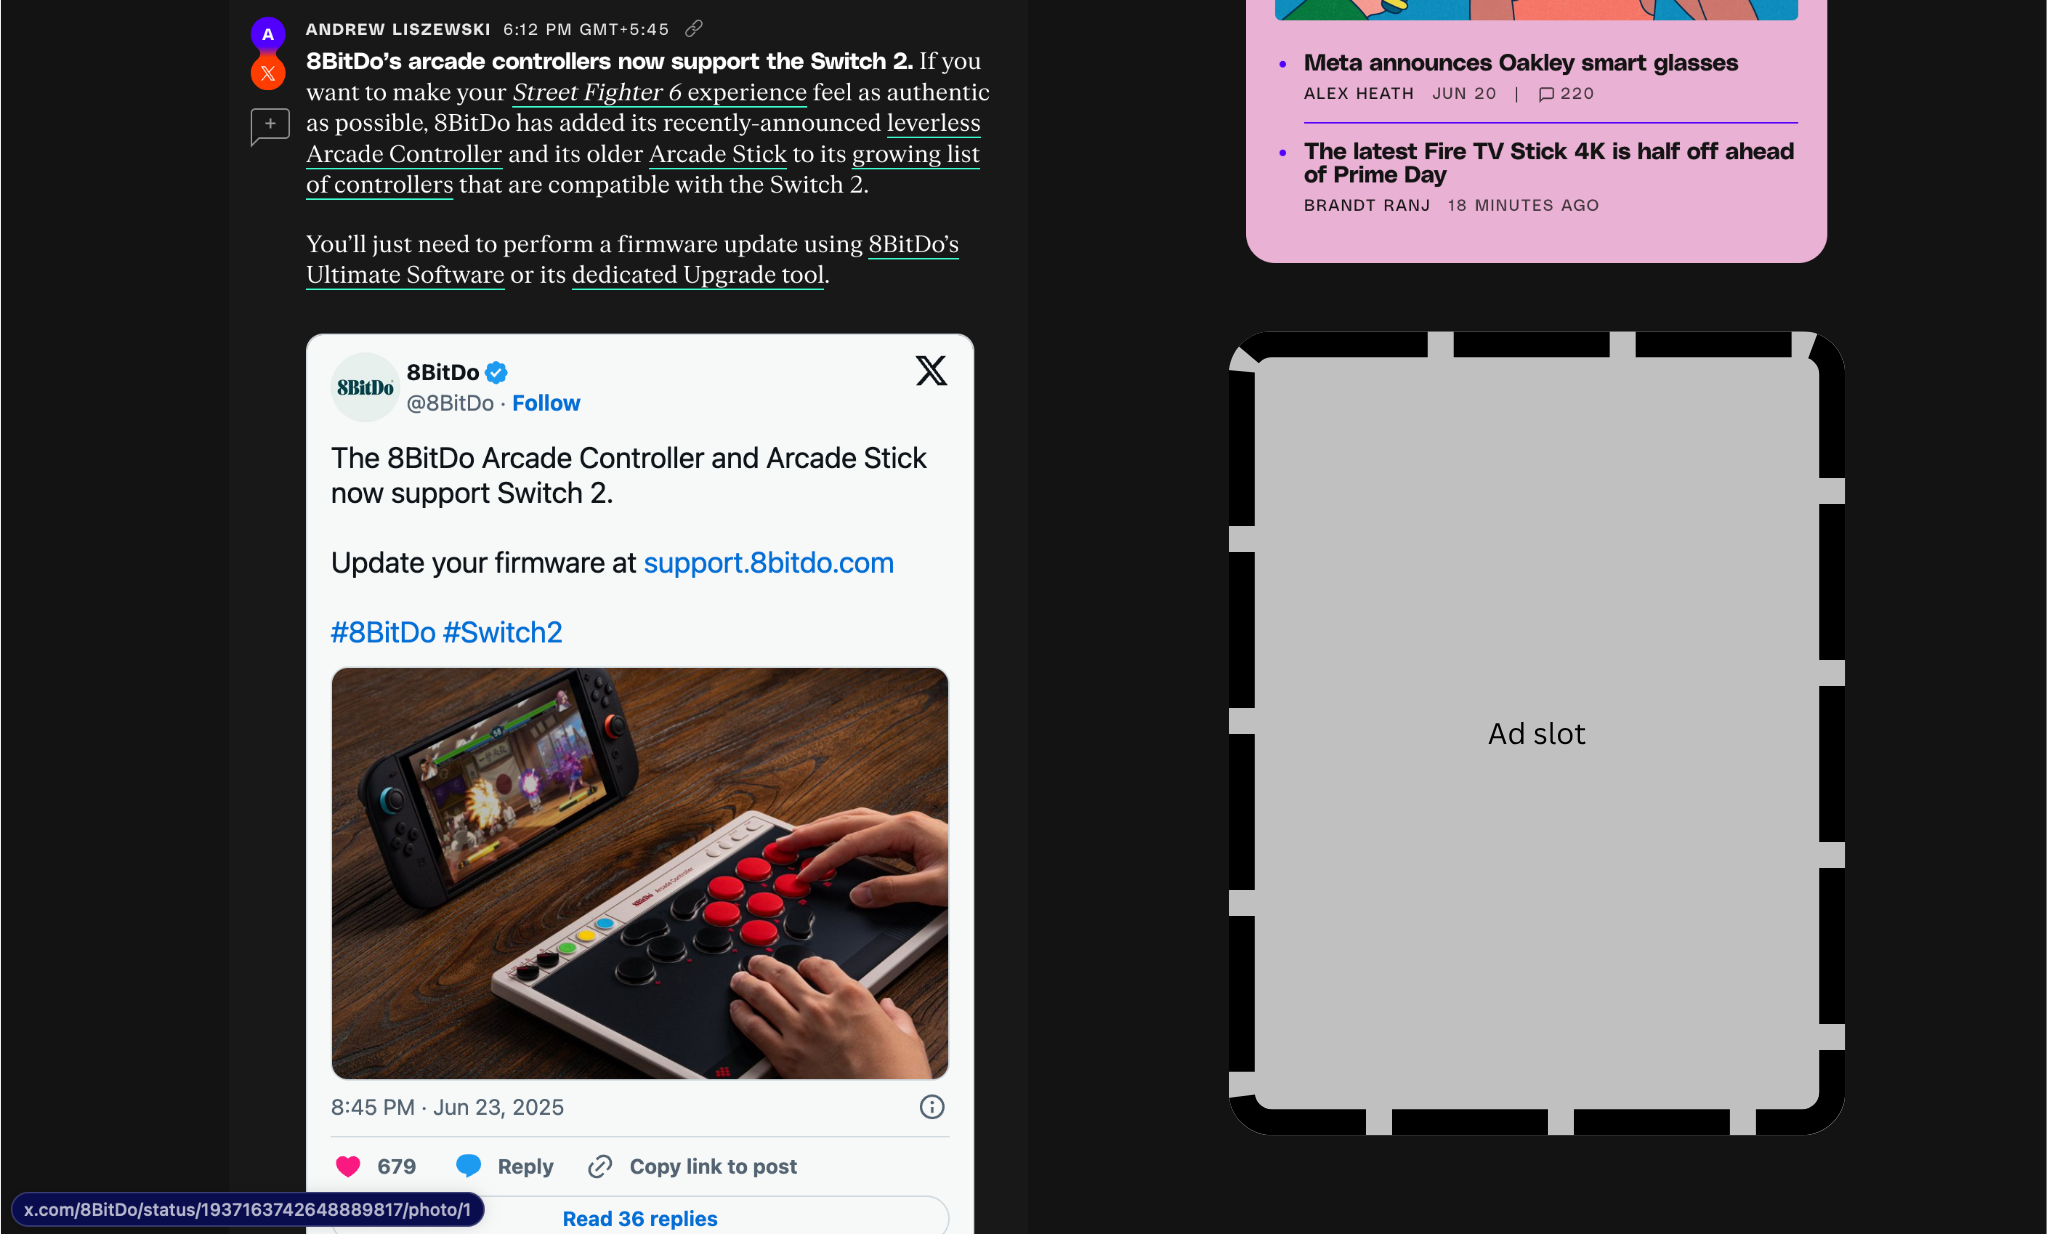 A
ANDREW LISZEWSKI 6:12 PM GMT+5:45
8BitDo’s arcade controllers now support the Switch 2. If you
want to make your Street Fighter 6 experience feel as authentic
as possible, 8BitDo has added its recently-announced leverless
Arcade Controller and its older Arcade Stick to its growing list
of controllers that are compatible with the Switch 2.
You’ll just need to perform a firmware update using 8BitDo’s
Ultimate Software or its dedicated Upgrade tool.
8BitDo
8BitDo
@8BitDo · Follow
The 8BitDo Arcade Controller and Arcade Stick
now support Switch 2.
Update your firmware at support.8bitdo.com
#8BitDo #Switch2
8BitDo Arcade Controller
8:45 PM · Jun 23, 2025
679 Reply Copy link to post
Read 36 replies
x.com/8BitDo/status/1937163742648889817/photo/1
Meta announces Oakley smart glasses
ALEX HEATH JUN 20 | 220
The latest Fire TV Stick 4K is half off ahead
of Prime Day
BRANDT RANJ 18 MINUTES AGO
Ad slot